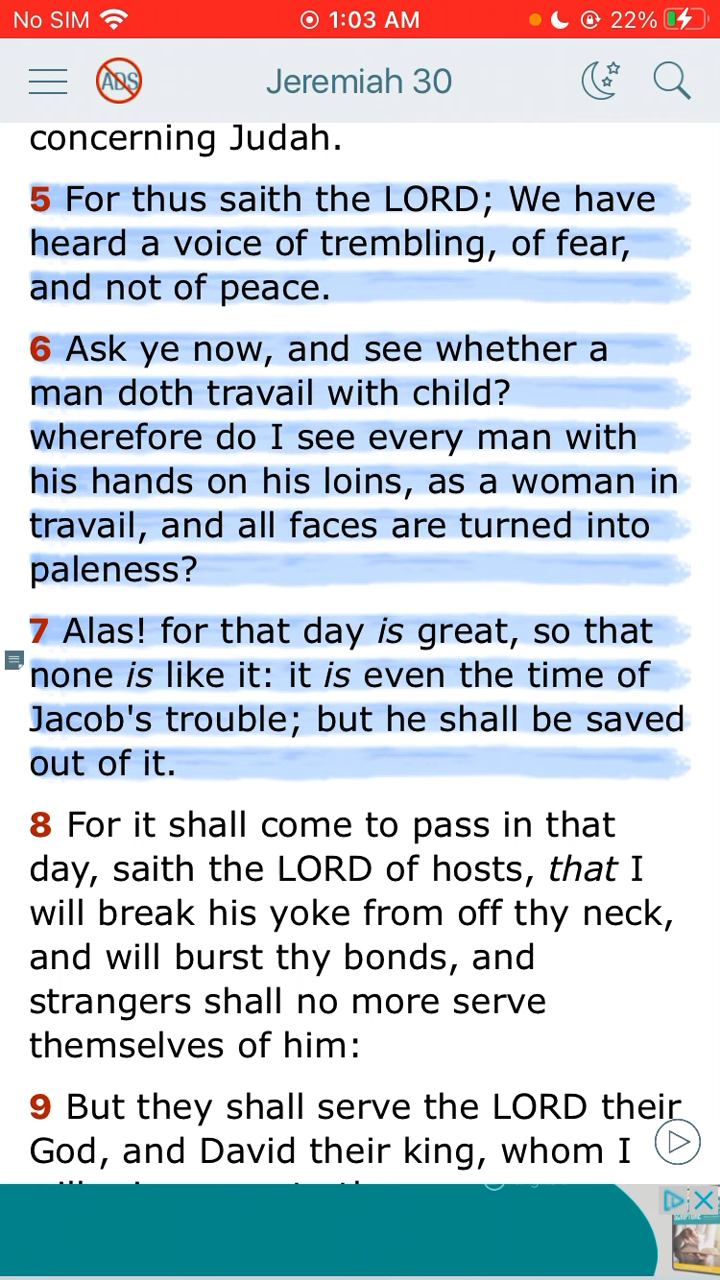 No SIM 1:03 AM 22%
ADS Jeremiah 30
concerning Judah.
5 For thus saith the LORD; We have
heard a voice of trembling, of fear,
and not of peace.
6 Ask ye now, and see whether a
man doth travail with child?
wherefore do I see every man with
his hands on his loins, as a woman in
travail, and all faces are turned into
paleness?
7 Alas! for that day is great, so that
none is like it: it is even the time of
Jacob's trouble; but he shall be saved
out of it.
8 For it shall come to pass in that
day, saith the LORD of hosts, that I
will break his yoke from off thy neck,
and will burst thy bonds, and
strangers shall no more serve
themselves of him:
9 But they shall serve the LORD their
God, and David their king, whom I